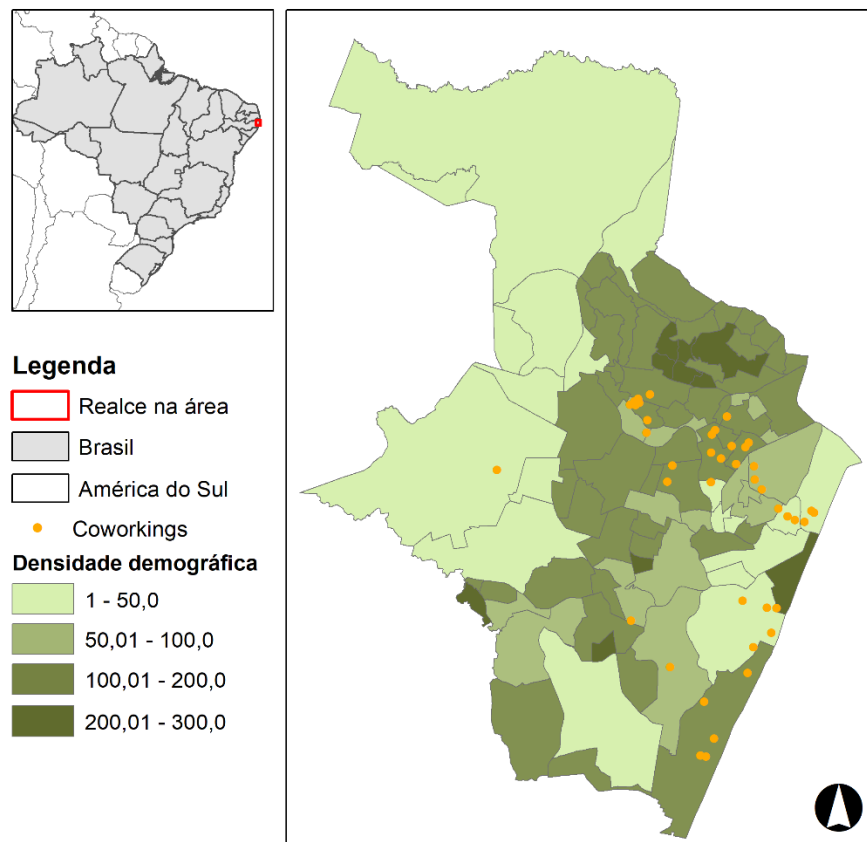 Legenda
Realce na área
Brasil
América do Sul
Coworkings
Densidade demográfica
1 - 50,0
50,01 - 100,0
100,01 - 200,0
200,01 - 300,0